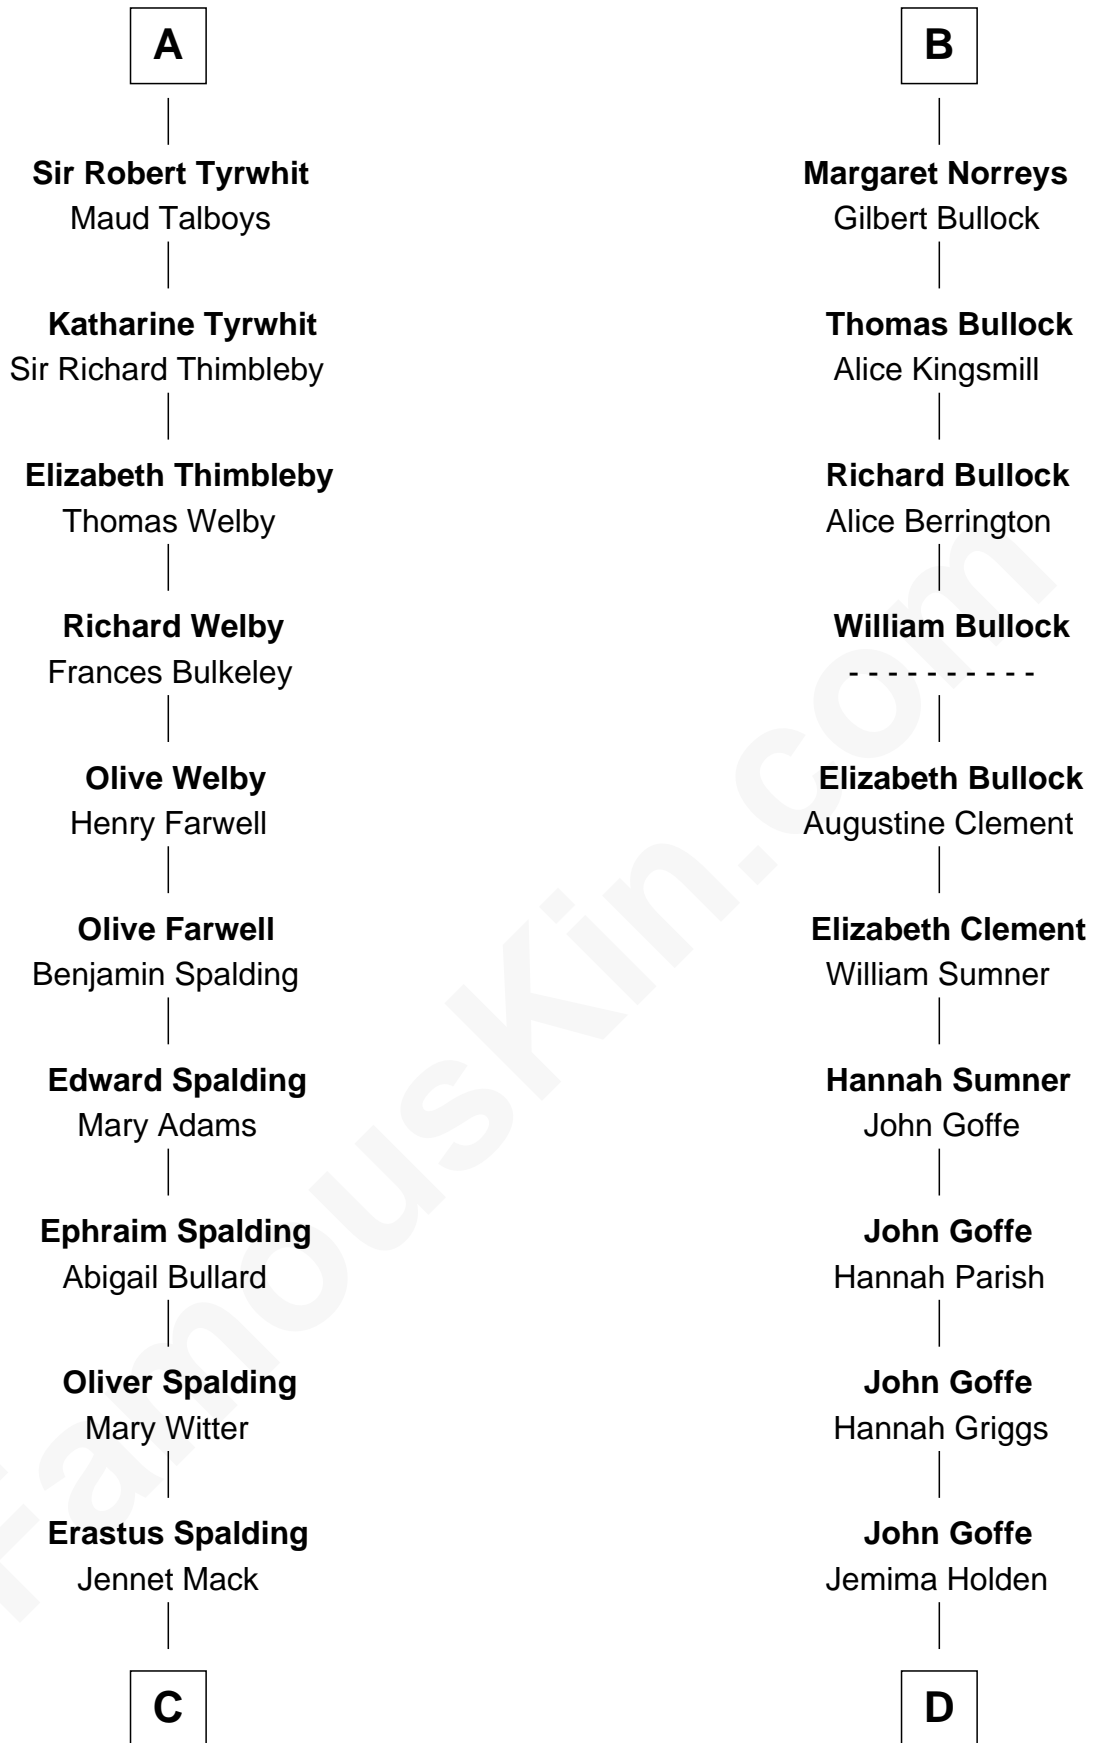 A
Sir Robert Tyrwhit
Maud Talboys
Katharine Tyrwhit
Sir Richard Thimbleby
Elizabeth Thimbleby
Thomas Welby
Richard Welby
Frances Bulkeley
Olive Welby
Henry Farwell
Olive Farwell
Benjamin Spalding
Edward Spalding
Mary Adams
Ephraim Spalding
Abigail Bullard
Oliver Spalding
Mary Witter
Erastus Spalding
Jennet Mack
C
B
Margaret Norreys
Gilbert Bullock
Thomas Bullock
Alice Kingsmill
Richard Bullock
Alice Berrington
William Bullock
- - - - - - - - - -
Elizabeth Bullock
Augustine Clement
Elizabeth Clement
William Sumner
Hannah Sumner
John Goffe
John Goffe
Hannah Parish
John Goffe
Hannah Griggs
John Goffe
Jemima Holden
D
FamousKin.com